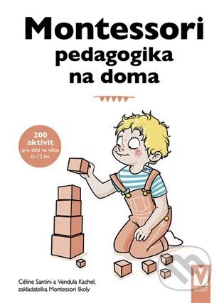 Montessori
pedagogika
na doma
200
aktivit
pro děti ve věku
0–12 let
Céline Santini a Vendula Kachel,
zakladatelka Montessori školy
martinus